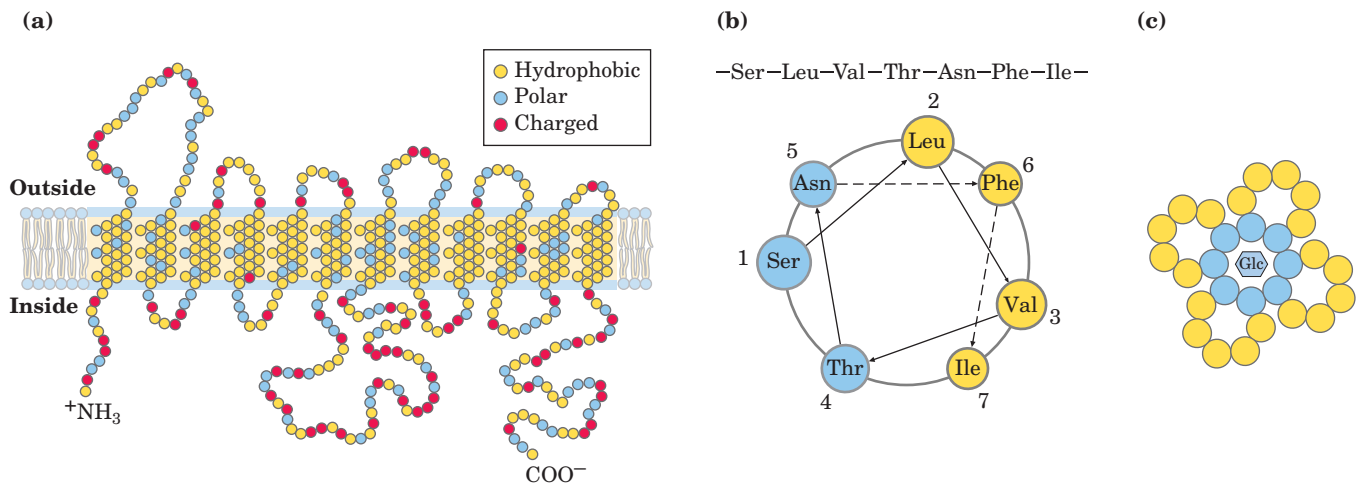 (a)
Hydrophobic
Polar
Charged
Outside
Inside
⁺NH₃
COO⁻
(b)
—Ser—Leu—Val—Thr—Asn—Phe—Ile—
2
Leu
5
Asn
6
Phe
1
Ser
Val
3
Thr
4
Ile
7
(c)
Glc